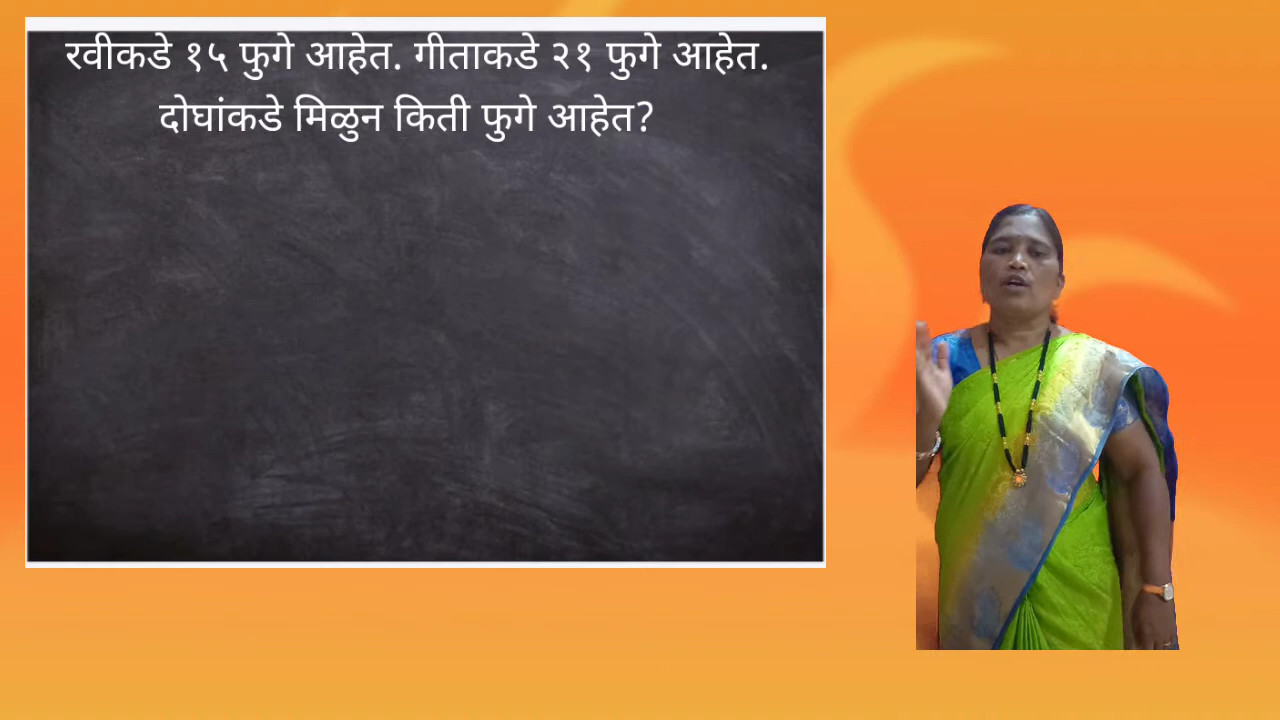 रवीकडे १५ फुगे आहेत. गीताकडे २१ फुगे आहेत.
दोघांकडे मिळुन किती फुगे आहेत?